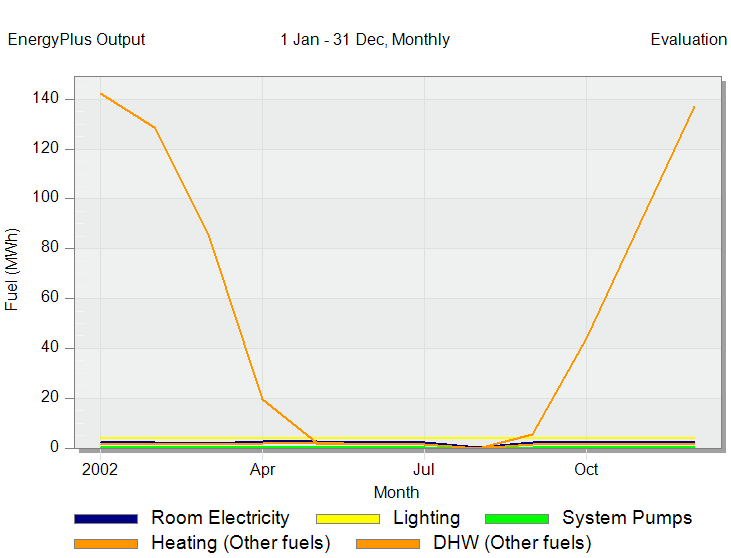 EnergyPlus Output 1 Jan - 31 Dec, Monthly Evaluation
140
120
100
80
60
40
20
0
Fuel (MWh)
2002 Apr Jul Oct
Month
Room Electricity Lighting System Pumps
Heating (Other fuels) DHW (Other fuels)